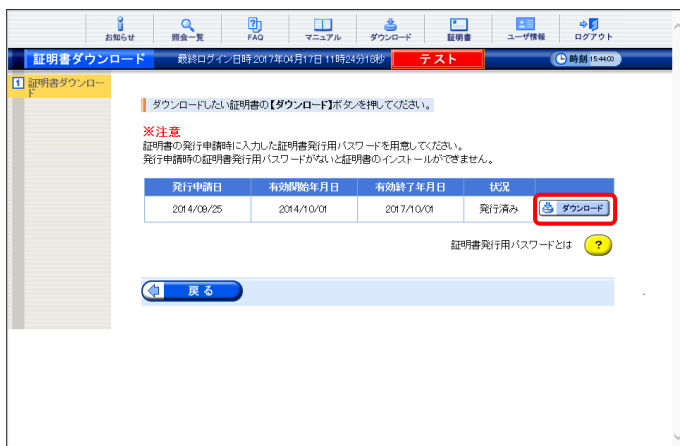 お知らせ 照会一覧 FAQ マニュアル ダウンロード 証明書 ユーザ情報 ログアウト
証明書ダウンロード 最終ログイン日時:2017年04月17日 11時24分18秒 テスト 時刻 15:44:03
1 証明書ダウンロー
ド
ダウンロードしたい証明書の【ダウンロード】ボタンを押してください。
※注意
証明書の発行申請時に入力した証明書発行用パスワードを用意してください。
発行申請時の証明書発行用パスワードがないと証明書のインストールができません。
発行申請日 有効開始年月日 有効終了年月日 状況
2014/09/25 2014/10/01 2017/10/01 発行済み ダウンロード
証明書発行用パスワードとは ?
戻る